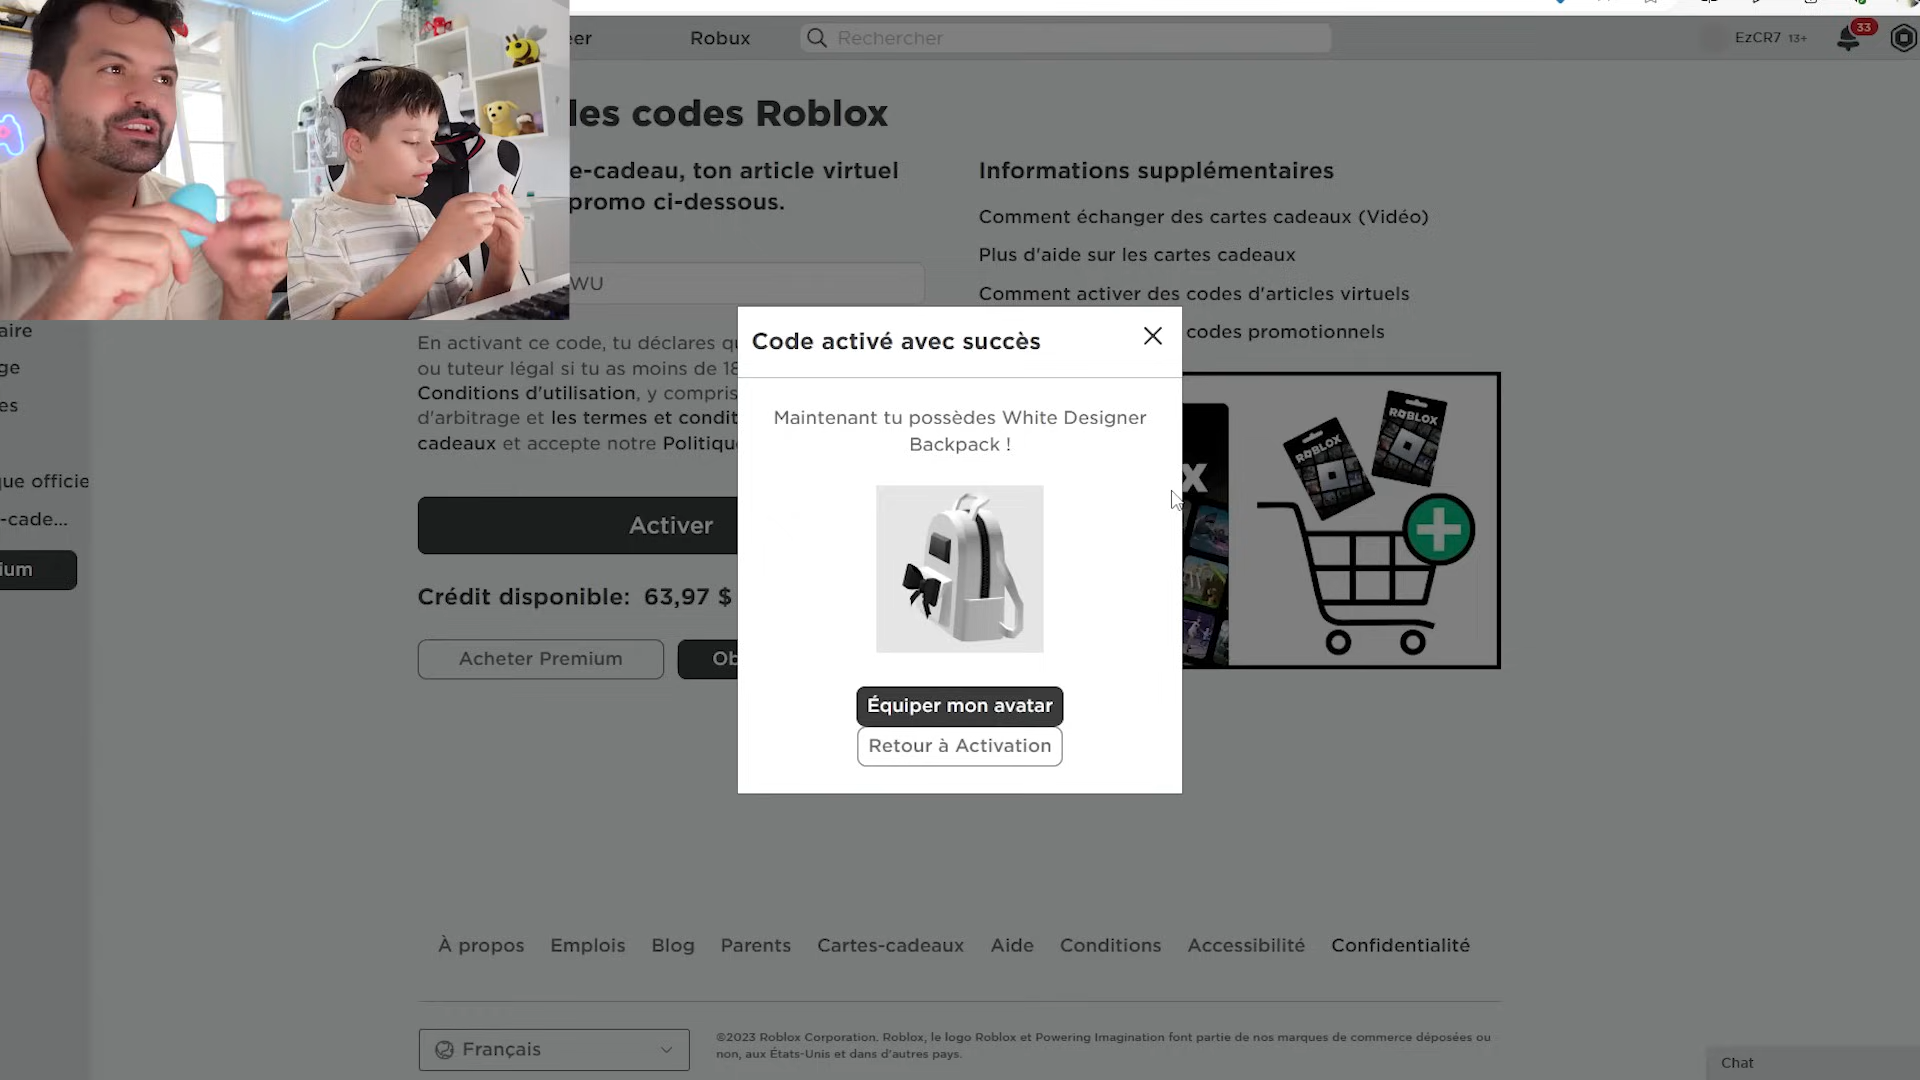 eer
Robux
Rechercher
EzCR7 13+
33
les codes Roblox
e-cadeau, ton article virtuel
promo ci-dessous.
WU
Informations supplémentaires
Comment échanger des cartes cadeaux (Vidéo)
Plus d'aide sur les cartes cadeaux
Comment activer des codes d'articles virtuels
codes promotionnels
aire
ge
es
ue officie
-cade...
ium
En activant ce code, tu déclares qu
ou tuteur légal si tu as moins de 18
Conditions d'utilisation, y compris
d'arbitrage et les termes et condit
cadeaux et accepte notre Politique
Activer
Crédit disponible: 63,97 $
Acheter Premium
Ob
Code activé avec succès
Maintenant tu possèdes White Designer
Backpack !
Équiper mon avatar
Retour à Activation
X
ROBLOX
ROBLOX
À propos Emplois Blog Parents Cartes-cadeaux Aide Conditions Accessibilité Confidentialité
Français
©2023 Roblox Corporation. Roblox, le logo Roblox et Powering Imagination font partie de nos marques de commerce déposées ou
non, aux États-Unis et dans d'autres pays.
Chat